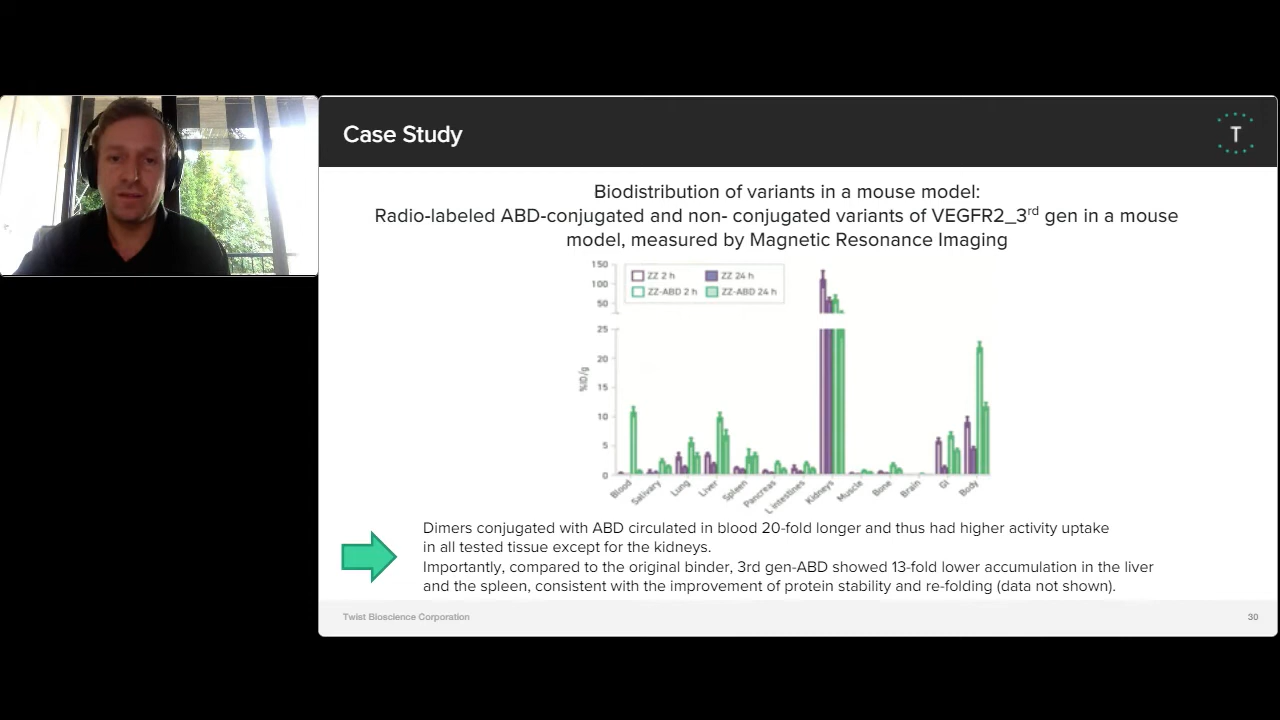 Case Study
T
Biodistribution of variants in a mouse model:
Radio-labeled ABD-conjugated and non- conjugated variants of VEGFR2_3rd gen in a mouse
model, measured by Magnetic Resonance Imaging
150
100
50
25
20
15
10
5
0
%ID/g
ZZ 2 h
ZZ 24 h
ZZ-ABD 2 h
ZZ-ABD 24 h
Blood
Salivary
Lung
Liver
Spleen
Pancreas
L intestines
Kidneys
Muscle
Bone
Brain
GI
Body
Dimers conjugated with ABD circulated in blood 20-fold longer and thus had higher activity uptake
in all tested tissue except for the kidneys.
Importantly, compared to the original binder, 3rd gen-ABD showed 13-fold lower accumulation in the liver
and the spleen, consistent with the improvement of protein stability and re-folding (data not shown).
Twist Bioscience Corporation
30